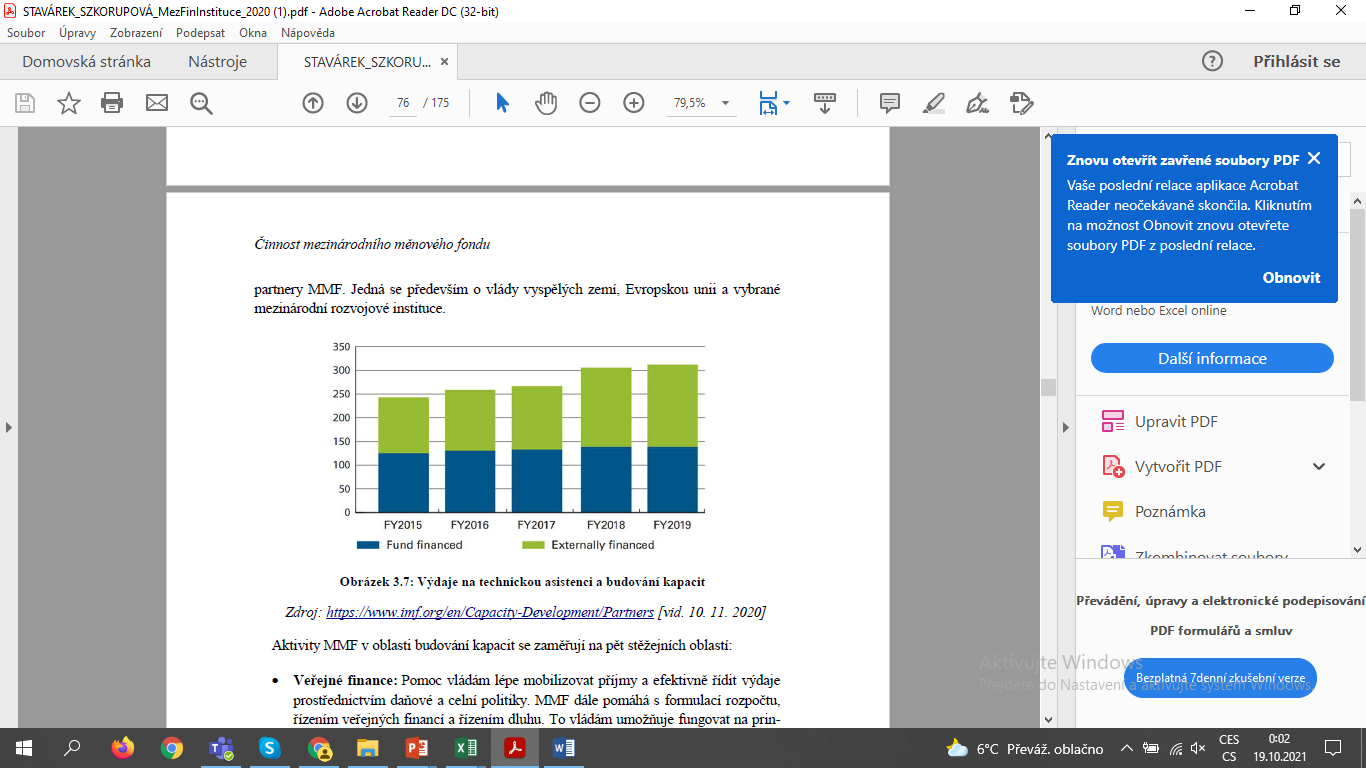 STAVÁREK_SZKORUPOVÁ_MezFinInstituce_2020 (1).pdf - Adobe Acrobat Reader DC (32-bit)
Soubor Úpravy Zobrazení Podepsat Okna Nápověda
Domovská stránka Nástroje STAVÁREK_SZKORU... × Přihlásit se
76 / 175 79,5%
Znovu otevřít zavřené soubory PDF
Vaše poslední relace aplikace Acrobat
Reader neočekávaně skončila. Kliknutím
na možnost Obnovit znovu otevřete
soubory PDF z poslední relace.
Obnovit
Činnost mezinárodního měnového fondu
partnery MMF. Jedná se především o vlády vyspělých zemí, Evropskou unii a vybrané
mezinárodní rozvojové instituce.
350
300
250
200
150
100
50
0
FY2015 FY2016 FY2017 FY2018 FY2019
Fund financed Externally financed
Obrázek 3.7: Výdaje na technickou asistenci a budování kapacit
Zdroj: https://www.imf.org/en/Capacity-Development/Partners [vid. 10. 11. 2020]
Aktivity MMF v oblasti budování kapacit se zaměřují na pět stěžejních oblastí:
• Veřejné finance: Pomoc vládám lépe mobilizovat příjmy a efektivně řídit výdaje
prostřednictvím daňové a celní politiky. MMF dále pomáhá s formulací rozpočtu,
řízením veřejných financí a řízením dluhu. To vládám umožňuje fungovat na prin-
Word nebo Excel online
Další informace
Upravit PDF
Vytvořit PDF
Poznámka
Zkombinovat soubory
Převádění, úpravy a elektronické podepisování
PDF formulářů a smluv
Bezplatná 7denní zkušební verze
Aktivujte Windows
Přejděte do Nastavení a aktivujte systém Windows.
6°C Převáž. oblačno
CES
CS
0:02
19.10.2021